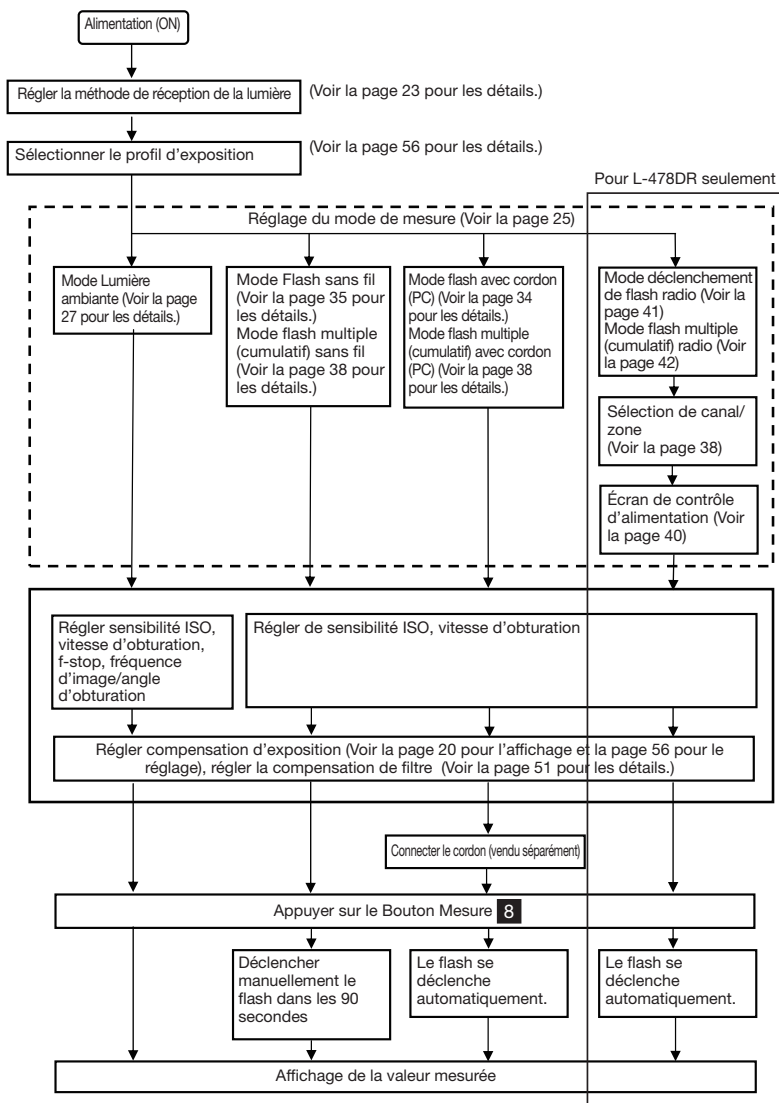 Alimentation (ON)
Régler la méthode de réception de la lumière
(Voir la page 23 pour les détails.)
Sélectionner le profil d'exposition
(Voir la page 56 pour les détails.)
Pour L-478DR seulement
Réglage du mode de mesure (Voir la page 25)
Mode Lumière
ambiante (Voir la page
27 pour les détails.)
Mode Flash sans fil
(Voir la page 35 pour
les détails.)
Mode flash multiple
(cumulatif) sans fil
(Voir la page 38 pour
les détails.)
Mode flash avec cordon
(PC) (Voir la page 34
pour les détails.)
Mode flash multiple
(cumulatif) avec cordon
(PC) (Voir la page 38
pour les détails.)
Mode déclenchement
de flash radio (Voir la
page 41)
Mode flash multiple
(cumulatif) radio (Voir
la page 42)
Sélection de canal/
zone
(Voir la page 38)
Écran de contrôle
d'alimentation (Voir
la page 40)
Régler sensibilité ISO,
vitesse d'obturation,
f-stop, fréquence
d'image/angle
d'obturation
Régler de sensibilité ISO, vitesse d'obturation
Régler compensation d'exposition (Voir la page 20 pour l'affichage et la page 56 pour le
réglage), régler la compensation de filtre (Voir la page 51 pour les détails.)
Connecter le cordon (vendu séparément)
Appuyer sur le Bouton Mesure 8
Déclencher
manuellement le
flash dans les 90
secondes
Le flash se
déclenche
automatiquement.
Le flash se
déclenche
automatiquement.
Affichage de la valeur mesurée